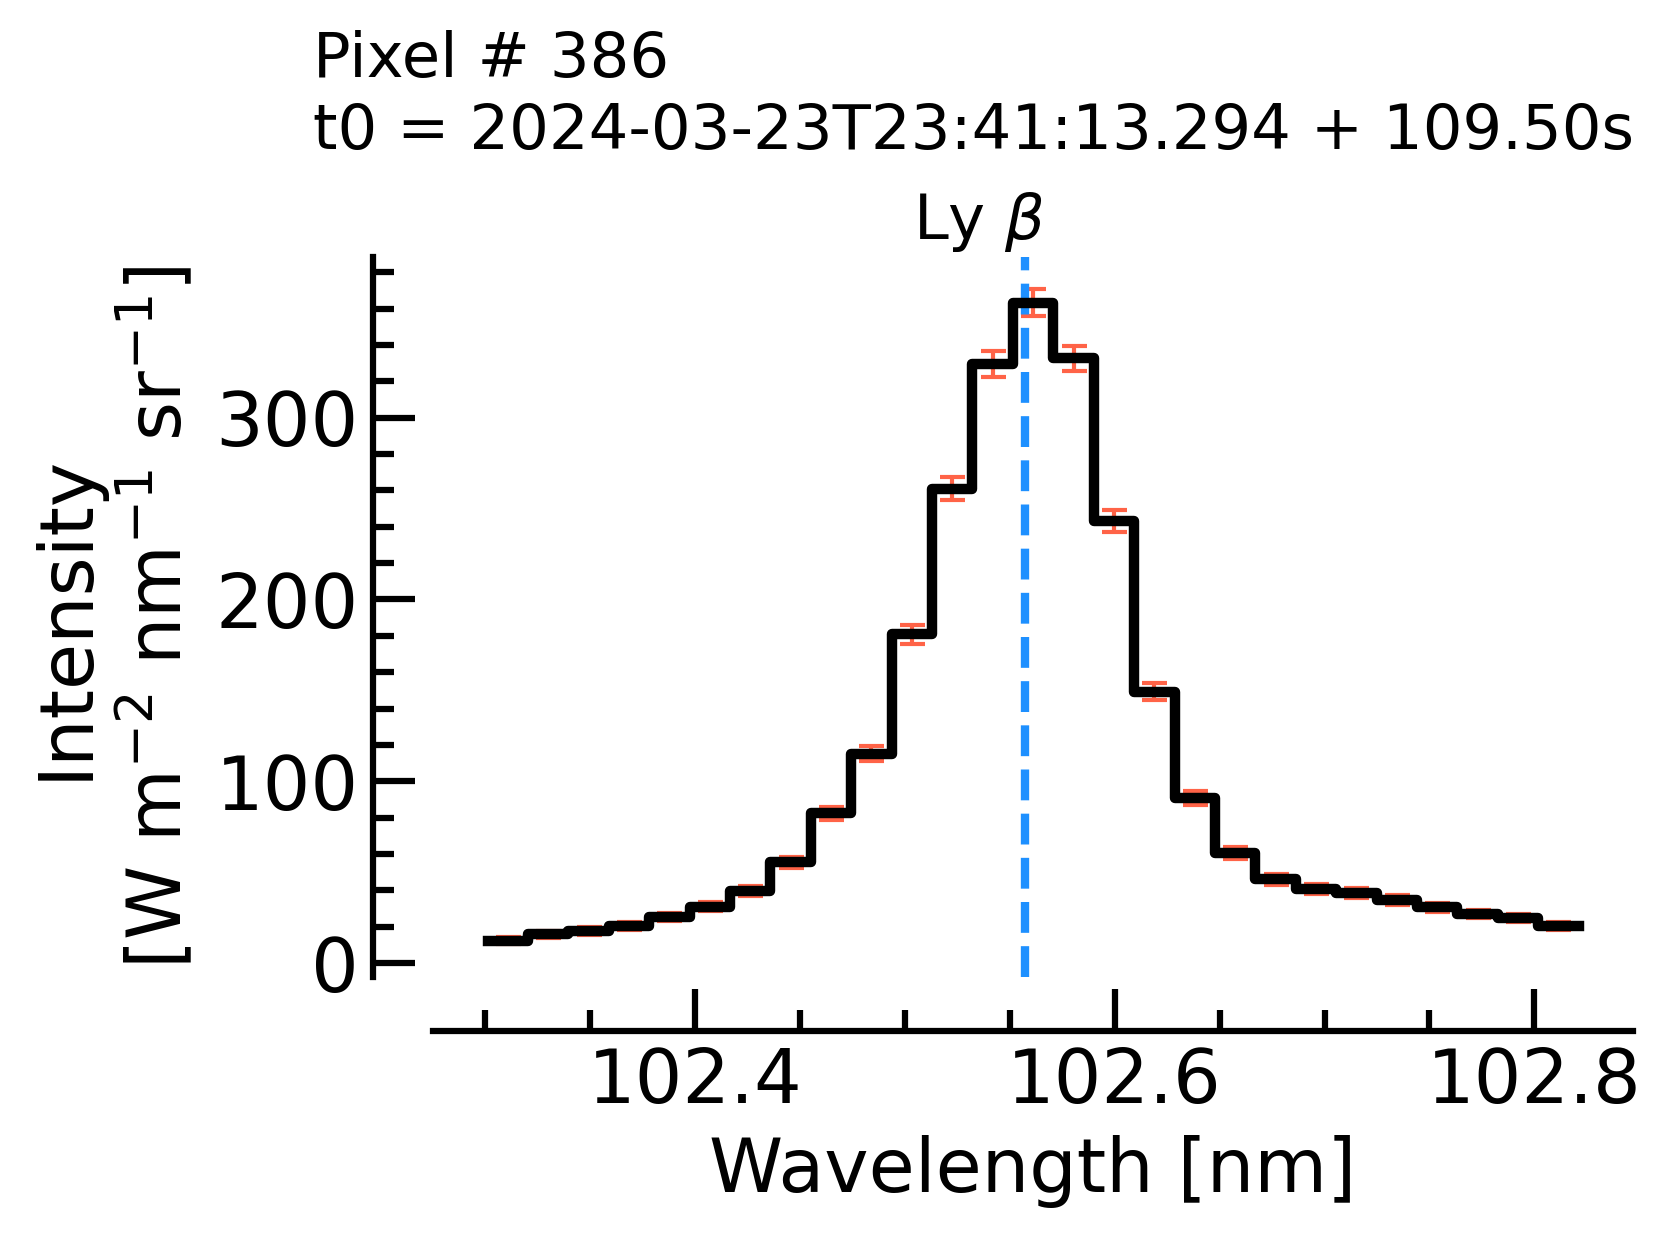 Pixel # 386
t0 = 2024-03-23T23:41:13.294 + 109.50s
Ly β
Intensity
[W m⁻² nm⁻¹ sr⁻¹]
300
200
100
0
102.4 102.6 102.8
Wavelength [nm]